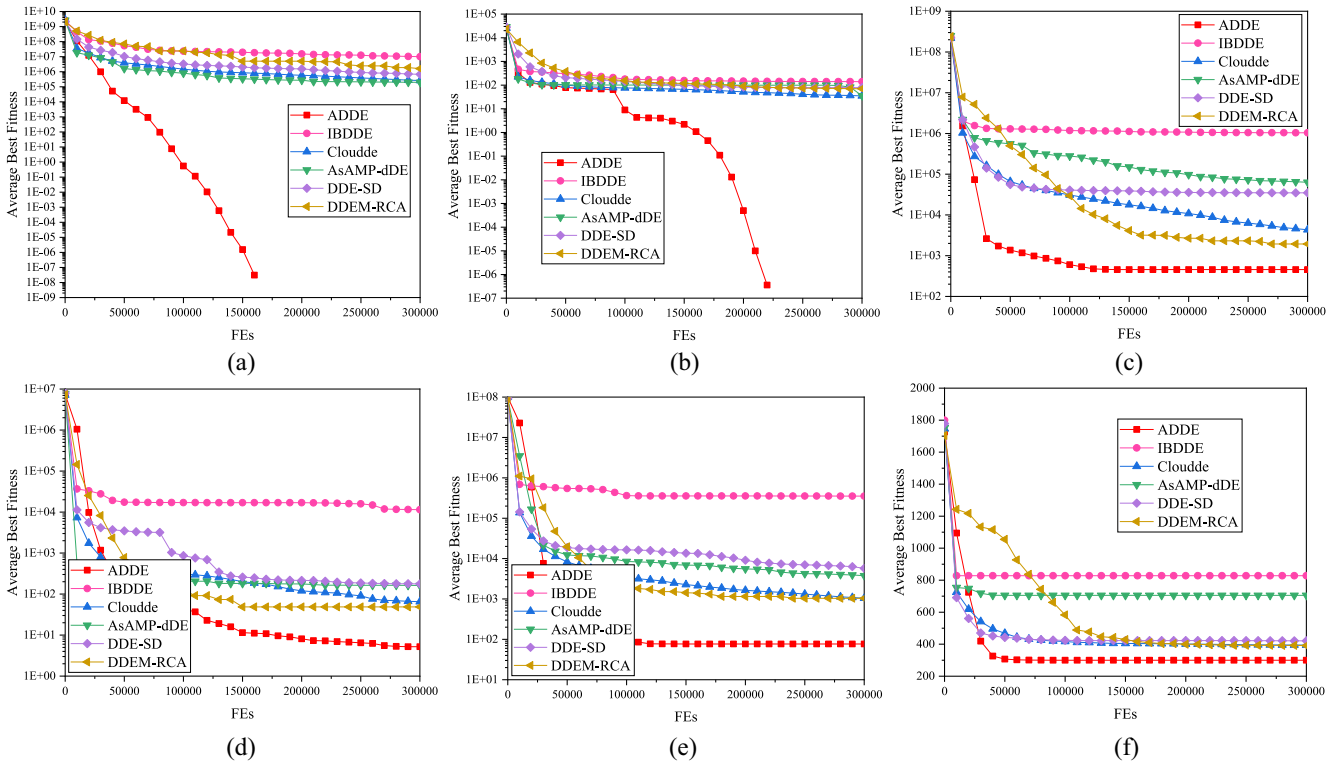 1E+10
1E+09
1E+08
1E+07
1E+06
1E+05
1E+04
1E+03
1E+02
1E+01
1E+00
1E-01
1E-02
1E-03
1E-04
1E-05
1E-06
1E-07
1E-08
1E-09
Average Best Fitness
ADDE
IBDDE
Cloudde
AsAMP-dDE
DDE-SD
DDEM-RCA
0 50000 100000 150000 200000 250000 300000
FEs
(a)
1E+05
1E+04
1E+03
1E+02
1E+01
1E+00
1E-01
1E-02
1E-03
1E-04
1E-05
1E-06
1E-07
Average Best Fitness
ADDE
IBDDE
Cloudde
AsAMP-dDE
DDE-SD
DDEM-RCA
0 50000 100000 150000 200000 250000 300000
FEs
(b)
1E+09
1E+08
1E+07
1E+06
1E+05
1E+04
1E+03
1E+02
Average Best Fitness
ADDE
IBDDE
Cloudde
AsAMP-dDE
DDE-SD
DDEM-RCA
0 50000 100000 150000 200000 250000 300000
FEs
(c)
1E+07
1E+06
1E+05
1E+04
1E+03
1E+02
1E+01
1E+00
Average Best Fitness
ADDE
IBDDE
Cloudde
AsAMP-dDE
DDE-SD
DDEM-RCA
0 50000 100000 150000 200000 250000 300000
FEs
(d)
1E+08
1E+07
1E+06
1E+05
1E+04
1E+03
1E+02
1E+01
Average Best Fitness
ADDE
IBDDE
Cloudde
AsAMP-dDE
DDE-SD
DDEM-RCA
0 50000 100000 150000 200000 250000 300000
FEs
(e)
2000
1800
1600
1400
1200
1000
800
600
400
200
Average Best Fitness
ADDE
IBDDE
Cloudde
AsAMP-dDE
DDE-SD
DDEM-RCA
0 50000 100000 150000 200000 250000 300000
FEs
(f)